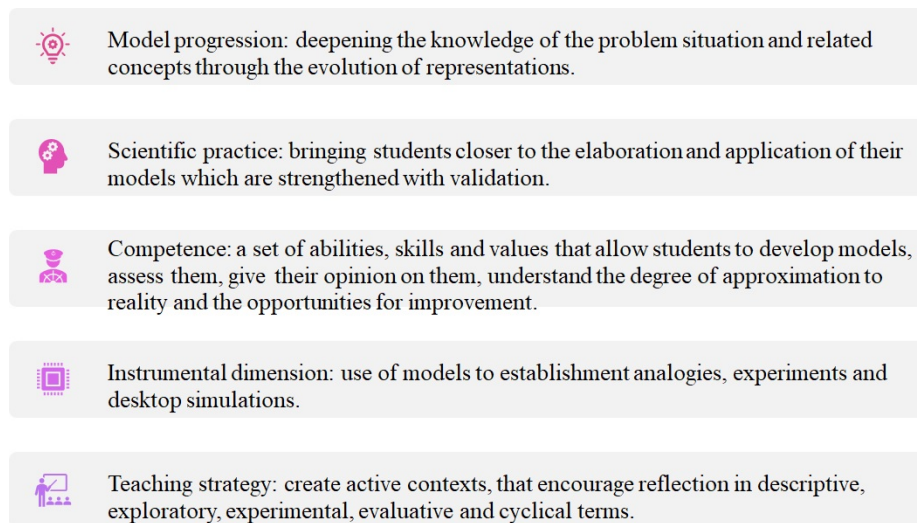 Model progression: deepening the knowledge of the problem situation and related
concepts through the evolution of representations.
Scientific practice: bringing students closer to the elaboration and application of their
models which are strengthened with validation.
Competence: a set of abilities, skills and values that allow students to develop models,
assess them, give their opinion on them, understand the degree of approximation to
reality and the opportunities for improvement.
Instrumental dimension: use of models to establishment analogies, experiments and
desktop simulations.
Teaching strategy: create active contexts, that encourage reflection in descriptive,
exploratory, experimental, evaluative and cyclical terms.